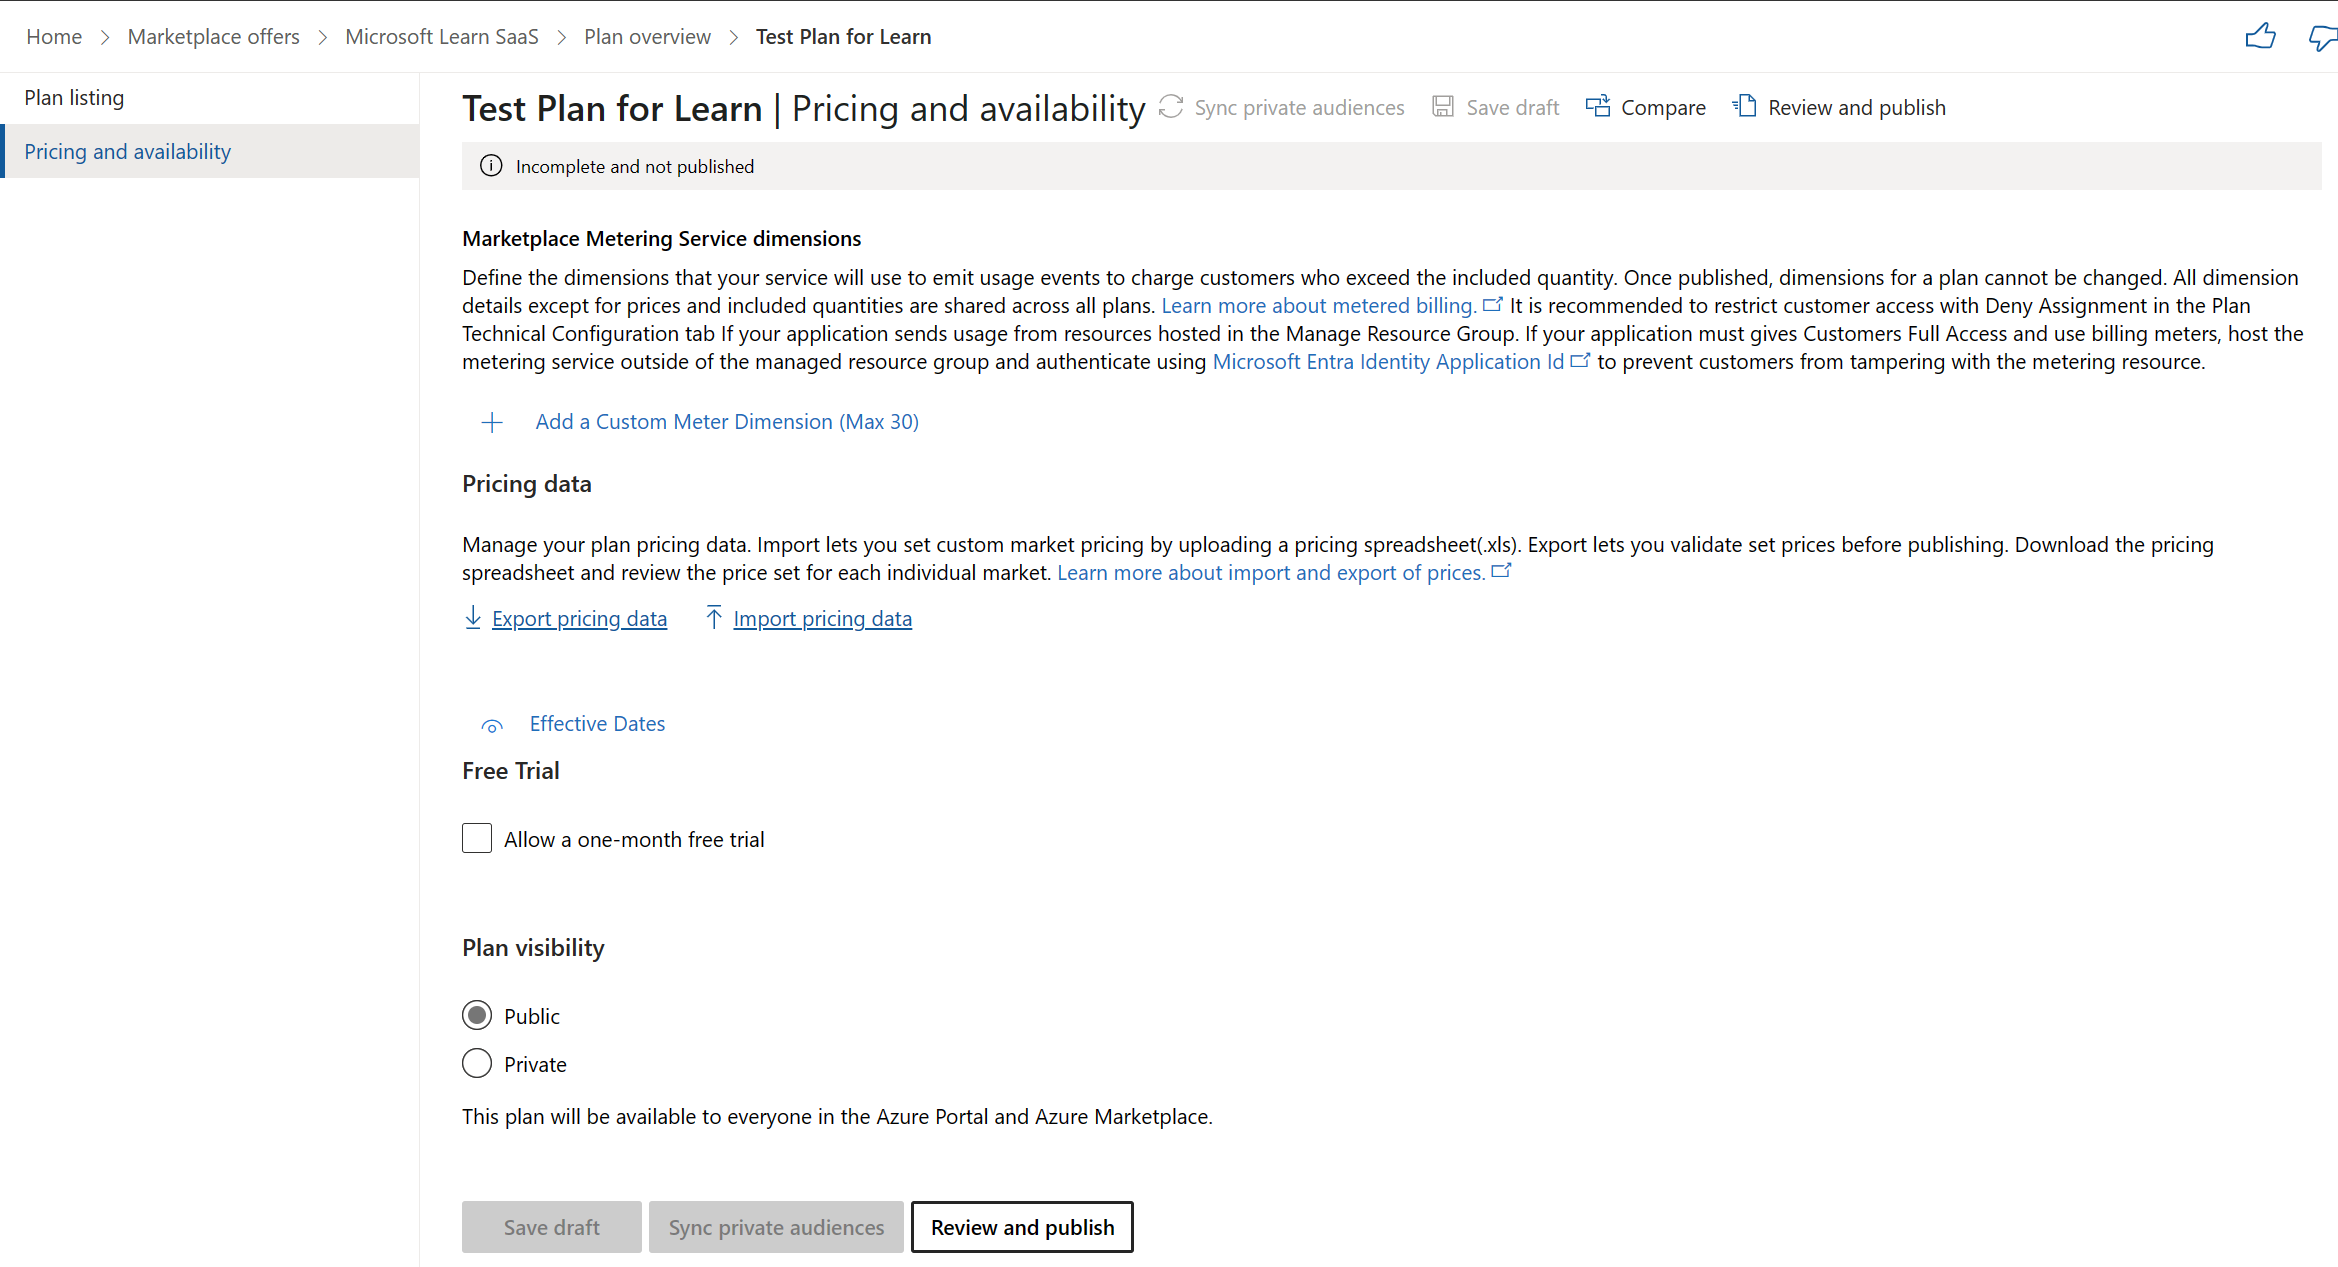 Home > Marketplace offers > Microsoft Learn SaaS > Plan overview > Test Plan for Learn
Plan listing
Pricing and availability
Test Plan for Learn | Pricing and availability Sync private audiences Save draft Compare Review and publish
Incomplete and not published
Marketplace Metering Service dimensions
Define the dimensions that your service will use to emit usage events to charge customers who exceed the included quantity. Once published, dimensions for a plan cannot be changed. All dimension
details except for prices and included quantities are shared across all plans. Learn more about metered billing. It is recommended to restrict customer access with Deny Assignment in the Plan
Technical Configuration tab If your application sends usage from resources hosted in the Manage Resource Group. If your application must gives Customers Full Access and use billing meters, host the
metering service outside of the managed resource group and authenticate using Microsoft Entra Identity Application Id to prevent customers from tampering with the metering resource.
Add a Custom Meter Dimension (Max 30)
Pricing data
Manage your plan pricing data. Import lets you set custom market pricing by uploading a pricing spreadsheet(.xls). Export lets you validate set prices before publishing. Download the pricing
spreadsheet and review the price set for each individual market. Learn more about import and export of prices.
Export pricing data Import pricing data
Effective Dates
Free Trial
Allow a one-month free trial
Plan visibility
Public
Private
This plan will be available to everyone in the Azure Portal and Azure Marketplace.
Save draft Sync private audiences Review and publish